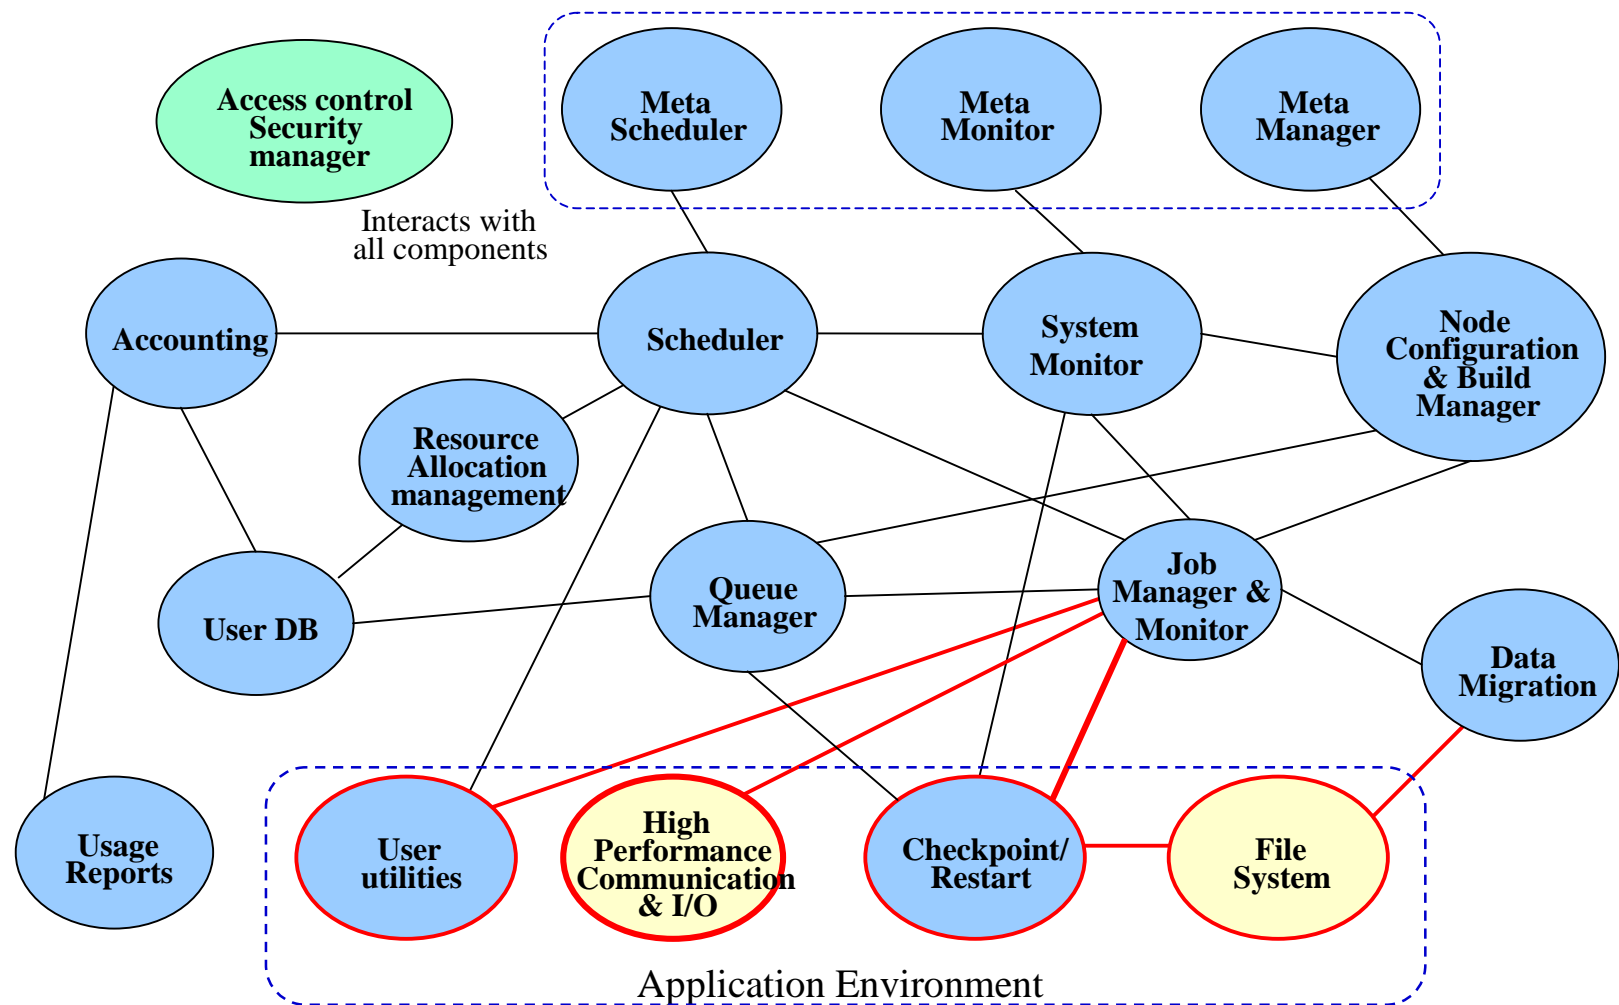 Access control
Security
manager
Meta
Scheduler
Meta
Monitor
Meta
Manager
Interacts with
all components
Accounting
Scheduler
System
Monitor
Node
Configuration
& Build
Manager
Resource
Allocation
management
User DB
Queue
Manager
Job
Manager &
Monitor
Data
Migration
Usage
Reports
User
utilities
High
Performance
Communication
& I/O
Checkpoint/
Restart
File
System
Application Environment